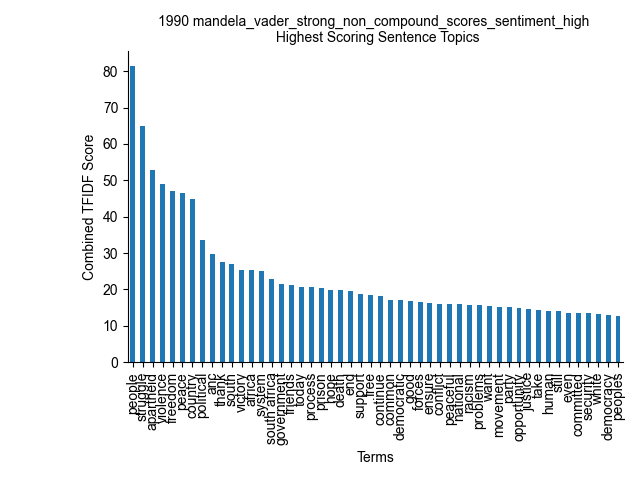 1990 mandela_vader_strong_non_compound_scores_sentiment_high
Highest Scoring Sentence Topics
Combined TFIDF Score
80
70
60
50
40
30
20
10
0
people
struggle
apartheid
violence
freedom
peace
country
political
anc
thank
south
victory
africa
system
south africa
government
friends
today
process
prison
hope
death
end
support
free
continue
common
democratic
good
forces
ensure
conflict
peaceful
national
racism
problems
want
movement
party
opportunity
justice
take
human
still
even
committed
security
white
democracy
peoples
Terms